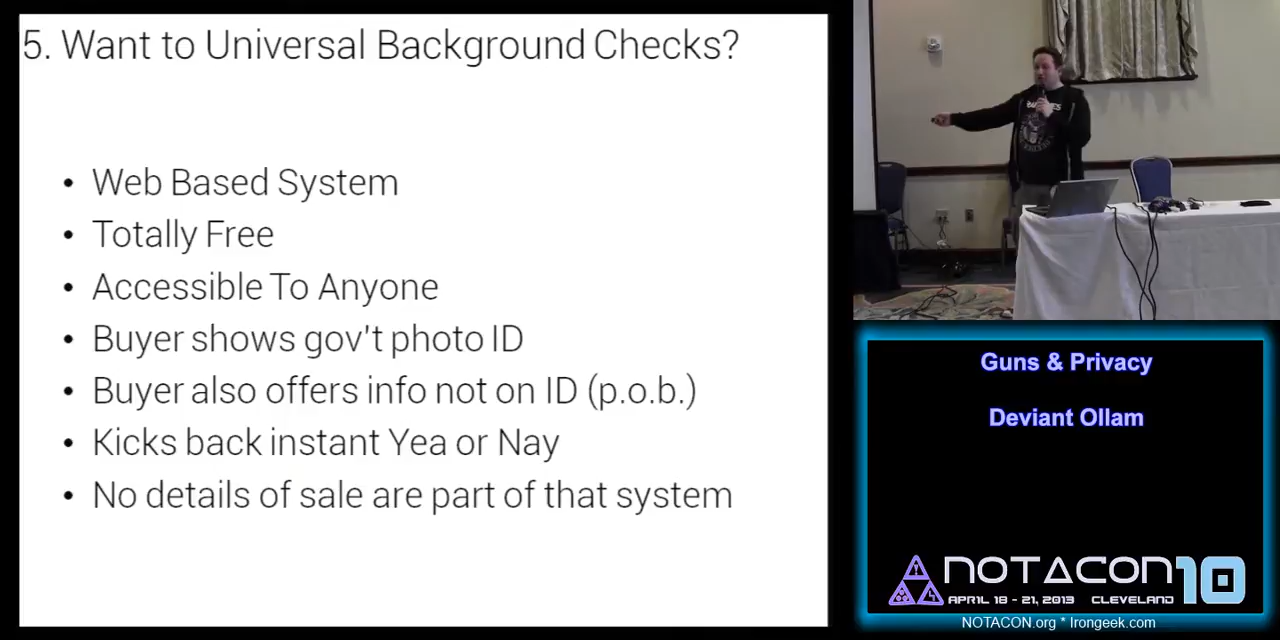 5. Want to Universal Background Checks?
• Web Based System
• Totally Free
• Accessible To Anyone
• Buyer shows gov't photo ID
• Buyer also offers info not on ID (p.o.b.)
• Kicks back instant Yea or Nay
• No details of sale are part of that system
Guns & Privacy
Deviant Ollam
NOTACON 10
APRIL 18 - 21, 2013 CLEVELAND
NOTACON.org * Irongeek.com